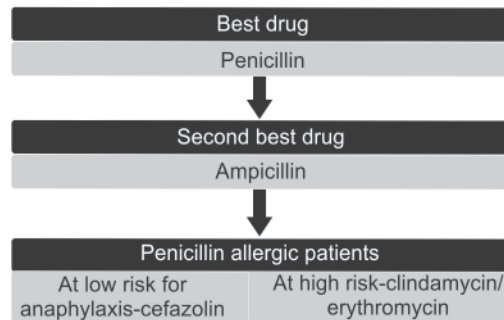 Best drug
Penicillin
Second best drug
Ampicillin
Penicillin allergic patients
At low risk for
anaphylaxis-cefazolin
At high risk-clindamycin/
erythromycin